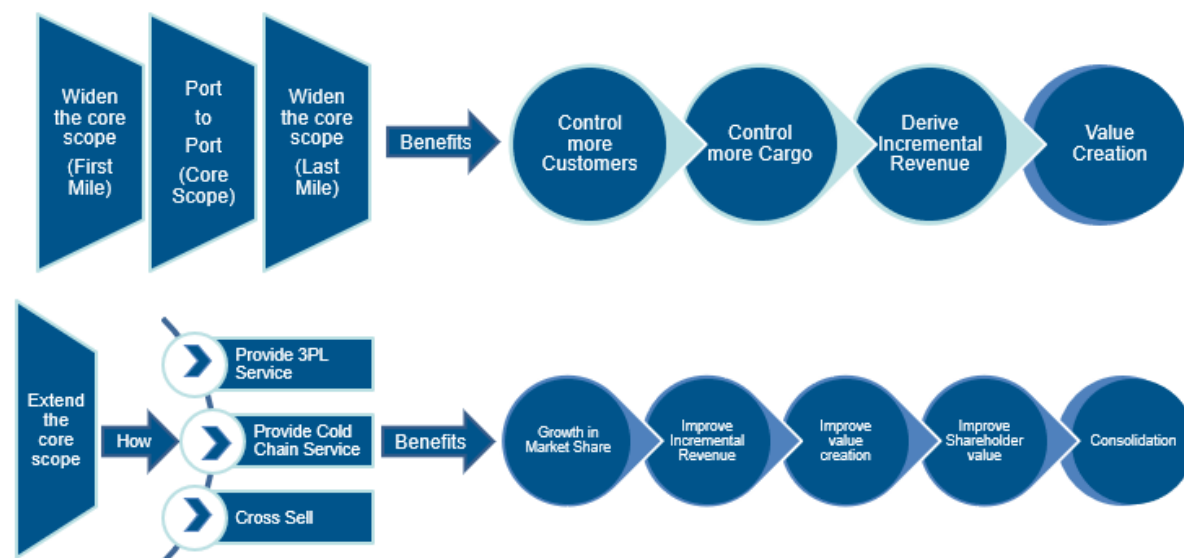 Widen
the core
scope
(First
Mile)
Port
to
Port
(Core
Scope)
Widen
the core
scope
(Last
Mile)
Benefits
Control
more
Customers
Control
more Cargo
Derive
Incremental
Revenue
Value
Creation
Extend
the
core
scope
How
Provide 3PL
Service
Provide Cold
Chain Service
Cross Sell
Benefits
Growth in
Market Share
Improve
Incremental
Revenue
Improve
value
creation
Improve
Shareholder
value
Consolidation